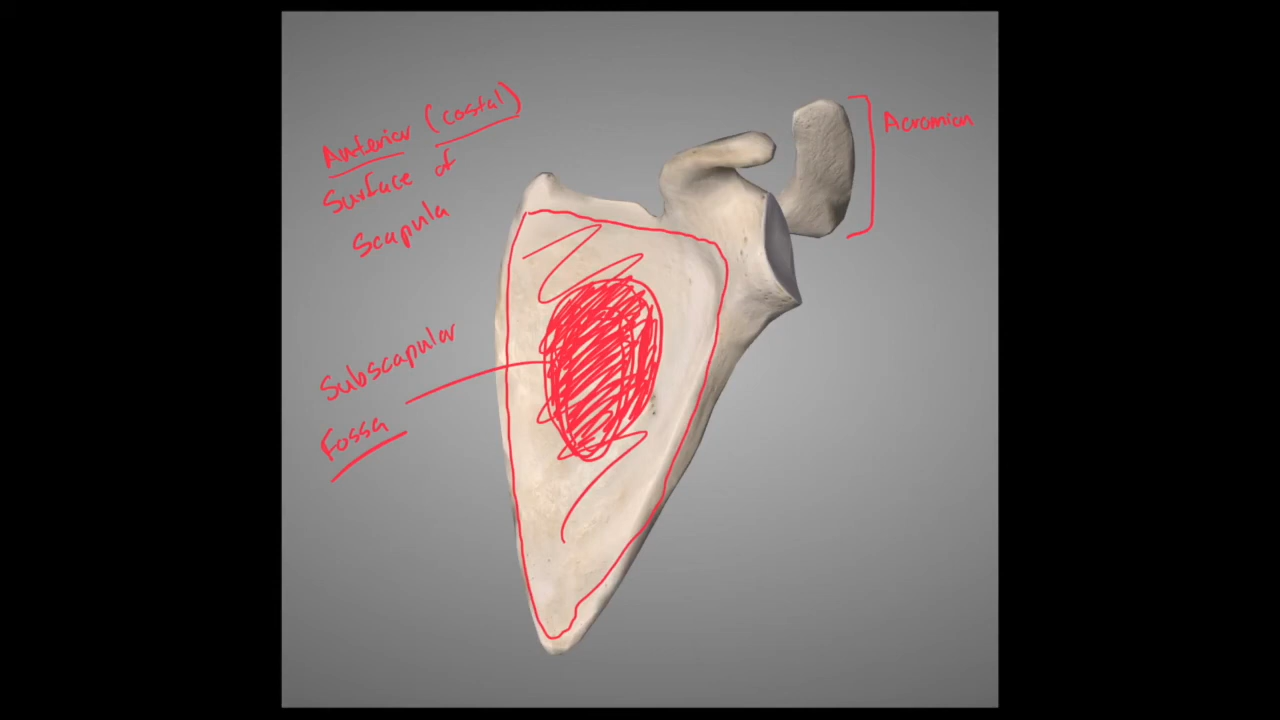 Anterior (costal)
Surface of
Scapula
Acromion
Subscapular
Fossa